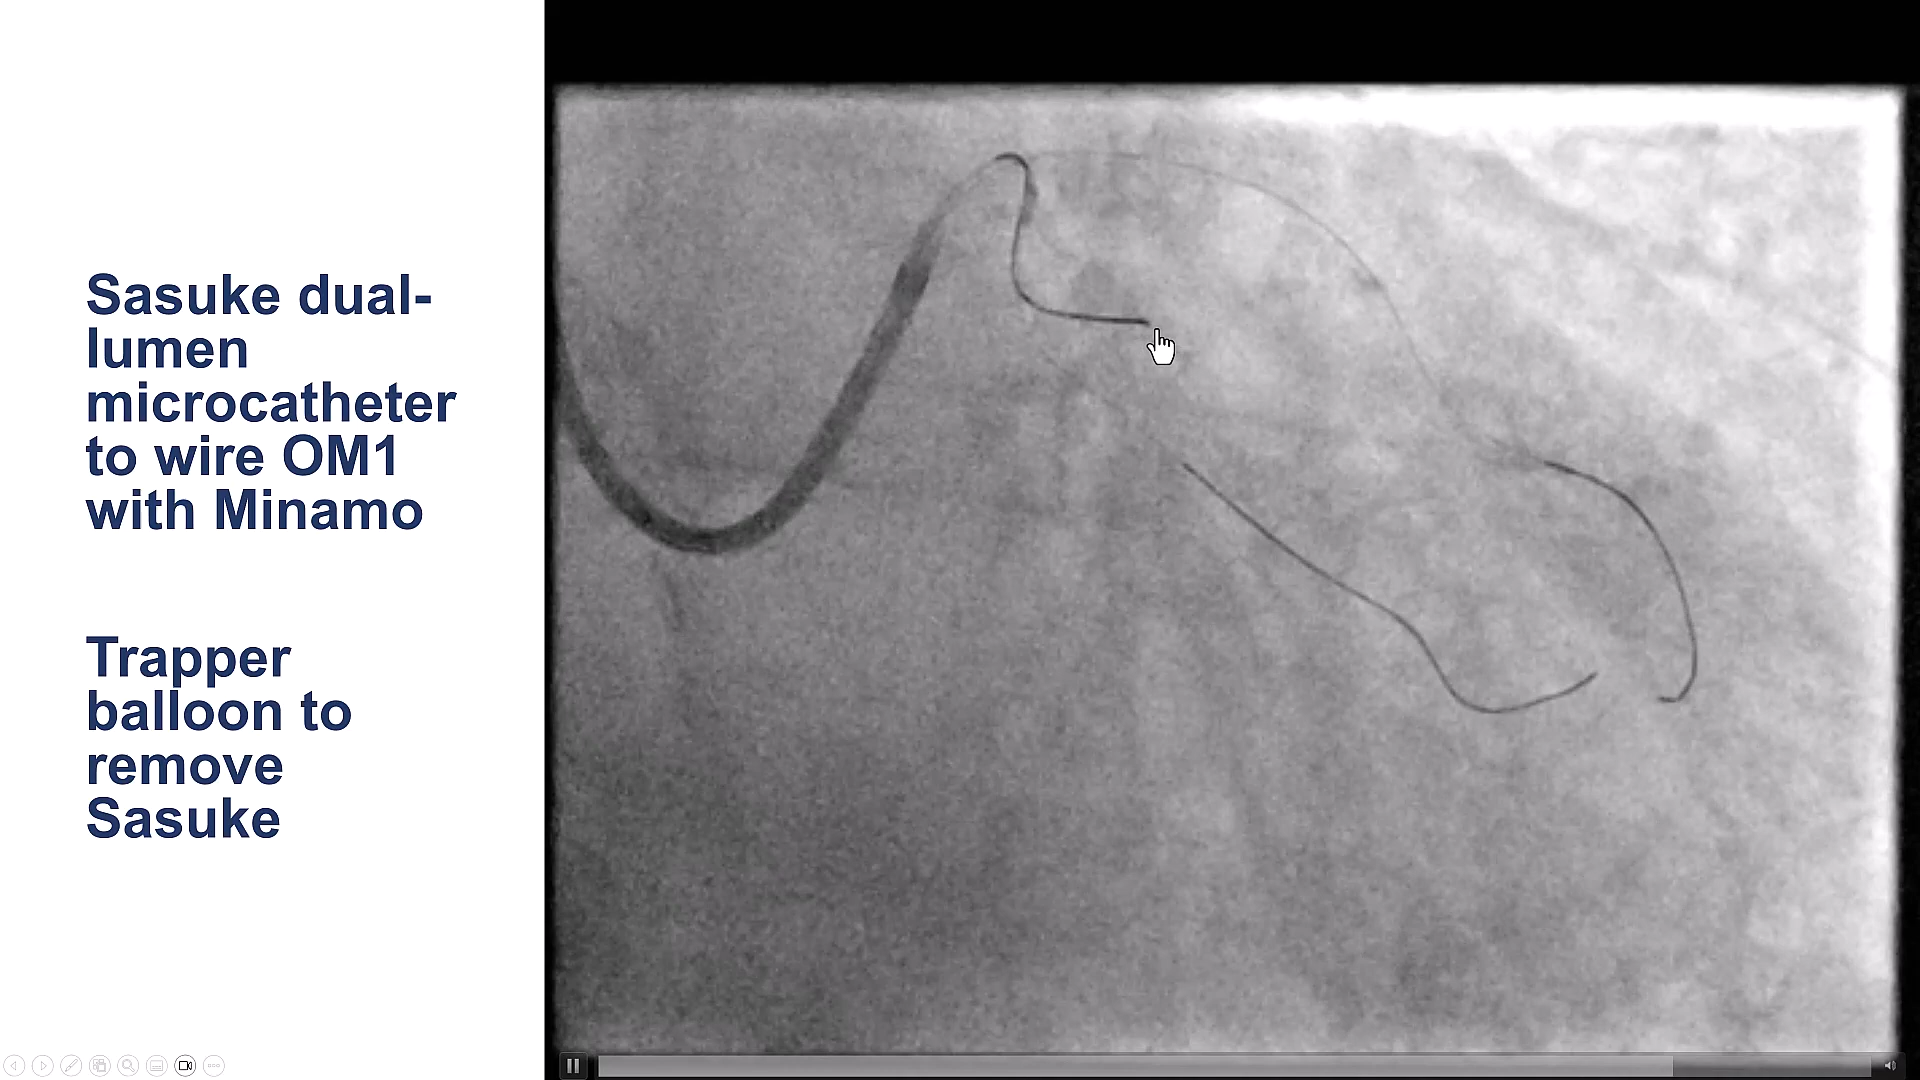 Sasuke dual-
lumen
microcatheter
to wire OM1
with Minamo
Trapper
balloon to
remove
Sasuke